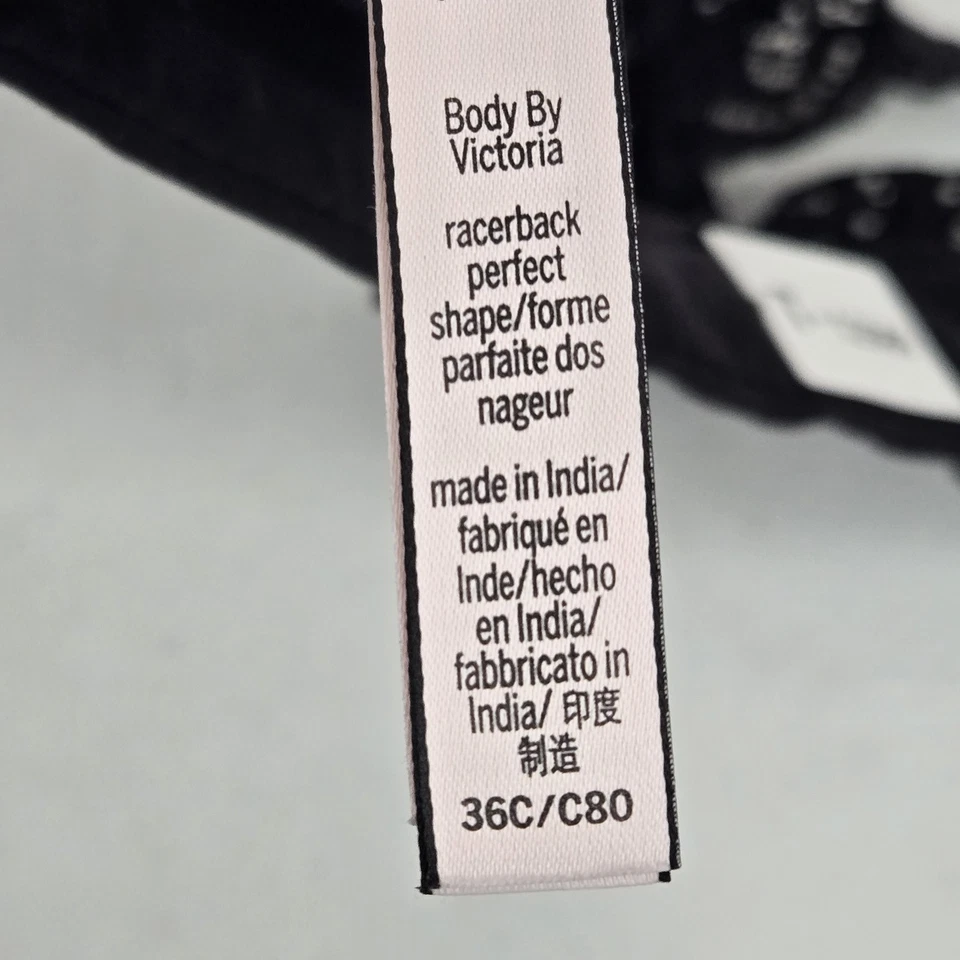 Body By
Victoria
racerback
perfect
shape/forme
parfaite dos
nageur
made in India/
fabriqué en
Inde/hecho
en India/
fabbricato in
India/ 印度
制造
36C/C80